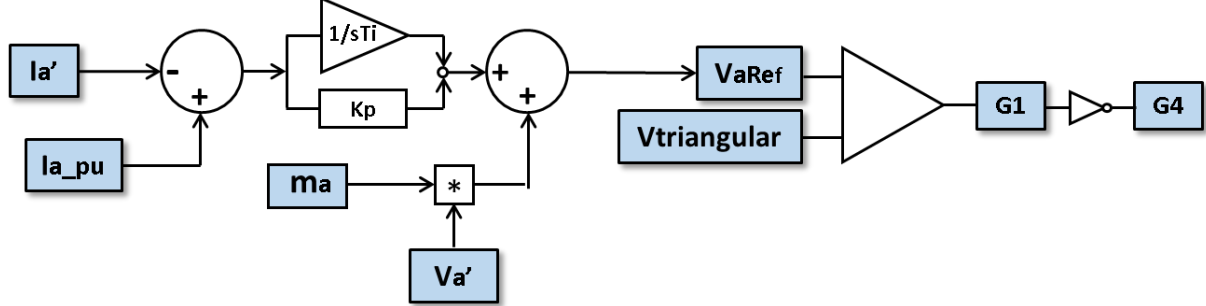 Ia'
-
+
Ia_pu
1/sTi
Kp
+
+
ma
*
Va'
VaRef
Vtriangular
G1
G4